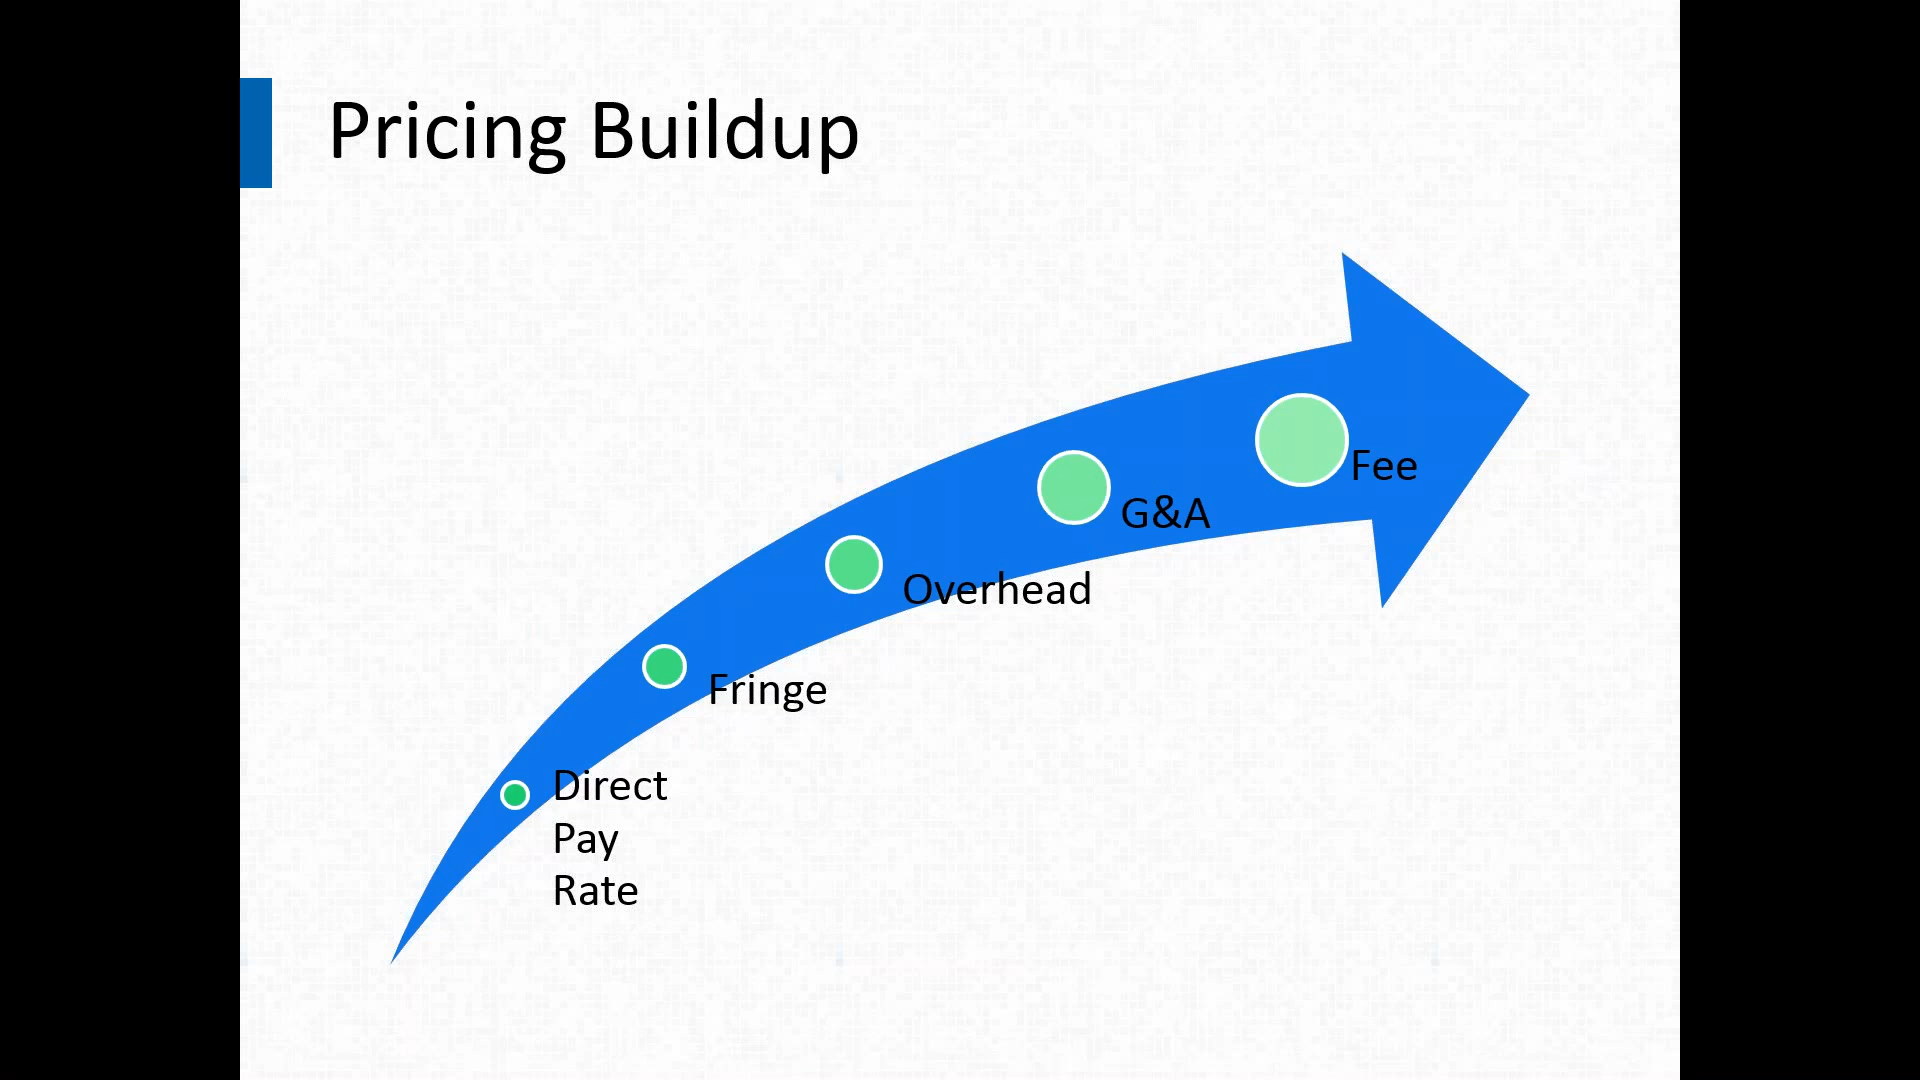 Pricing Buildup
Fee
G&A
Overhead
Fringe
Direct
Pay
Rate